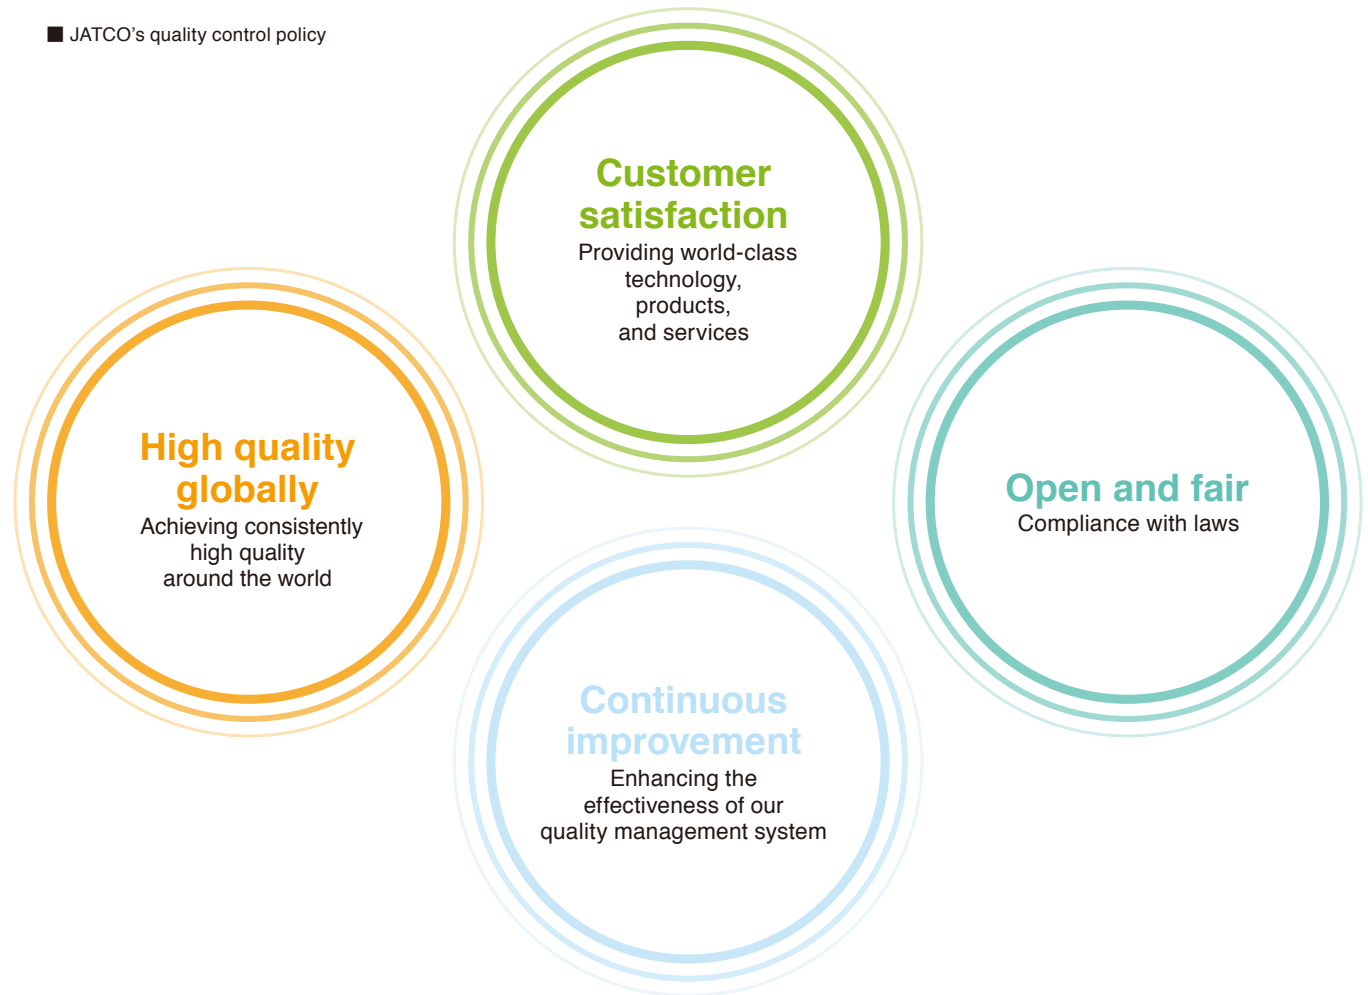 ■ JATCO’s quality control policy
Customer
satisfaction
Providing world-class
technology,
products,
and services
High quality
globally
Achieving consistently
high quality
around the world
Open and fair
Compliance with laws
Continuous
improvement
Enhancing the
effectiveness of our
quality management system